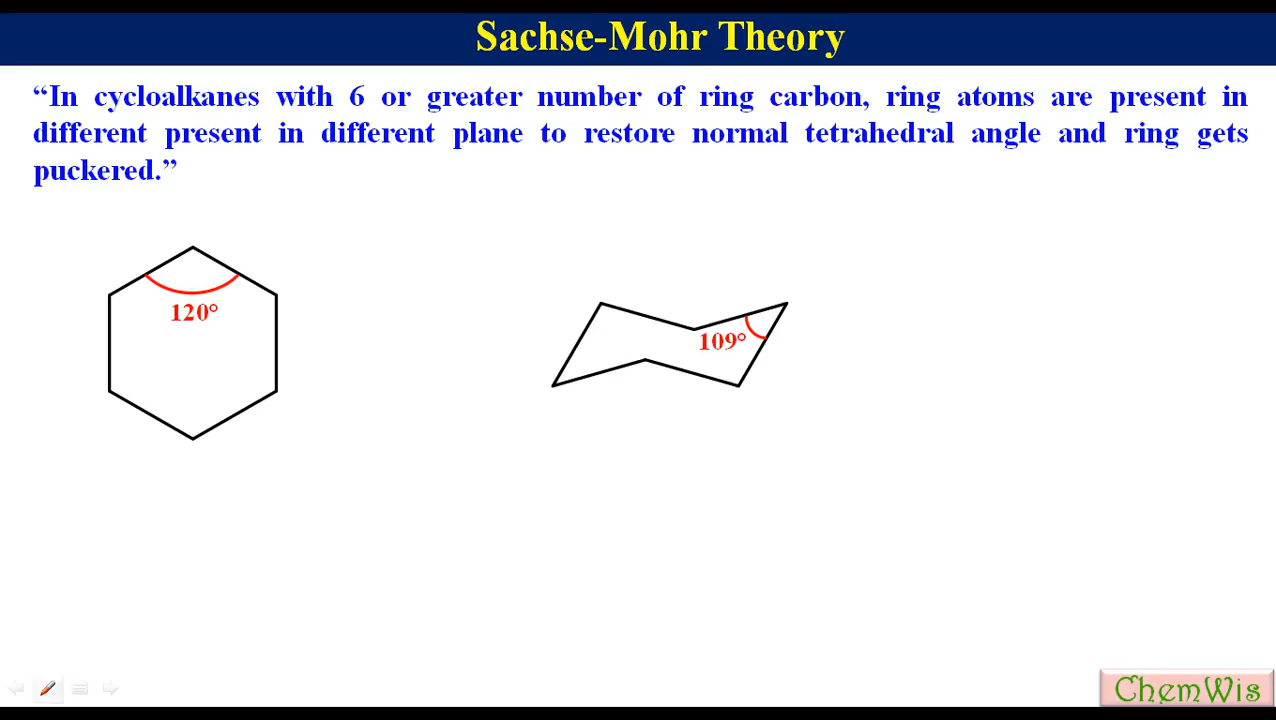 Sachse-Mohr Theory
“In cycloalkanes with 6 or greater number of ring carbon, ring atoms are present in
different present in different plane to restore normal tetrahedral angle and ring gets
puckered.”
120°
109°
ChemWis